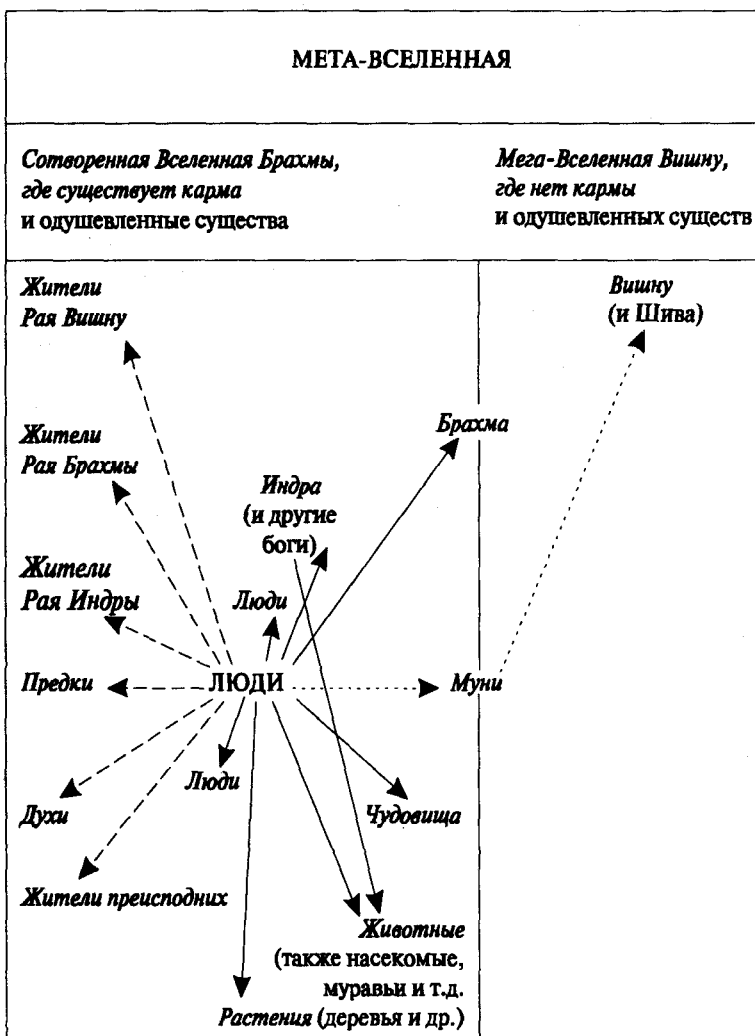 МЕТА-ВСЕЛЕННАЯ
Сотворенная Вселенная Брахмы,
где существует карма
и одушевленные существа
Мега-Вселенная Вишну,
где нет кармы
и одушевленных существ
Жители
Рая Вишну
Вишну
(и Шива)
Брахма
Жители
Рая Брахмы
Индра
(и другие
боги)
Жители
Рая Индры
Люди
Предки
ЛЮДИ
Муни
Люди
Духи
Чудовища
Жители преисподних
Животные
(также насекомые,
муравьи и т.д.
Растения (деревья и др.)